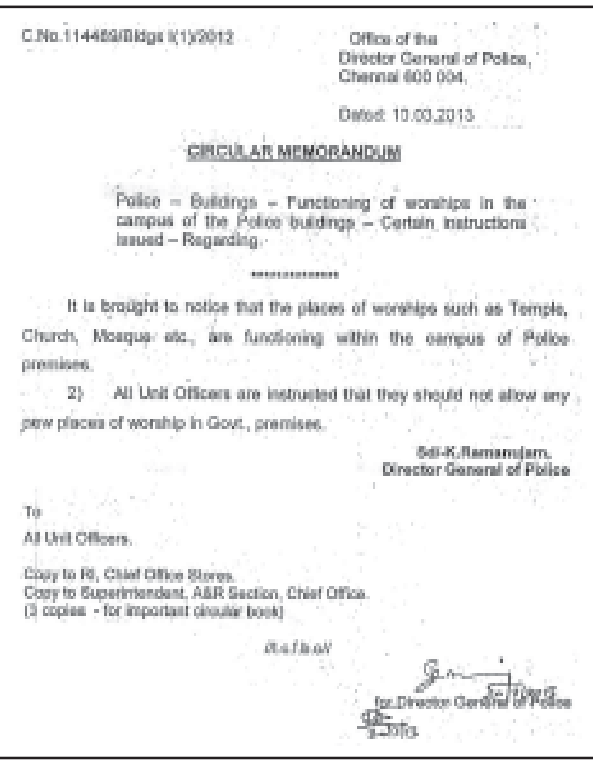 C.No.114469/Bldgs I(1)/2012
Office of the
Director General of Police,
Chennai 600 004.
Dated: 10.03.2013
CIRCULAR MEMORANDUM
Police – Buildings – Functioning of worships in the
campus of the Police buildings – Certain instructions
issued – Regarding.
**************
It is brought to notice that the places of worships such as Temple,
Church, Mosque etc., are functioning within the campus of Police
premises.
2) All Unit Officers are instructed that they should not allow any
new places of worship in Govt., premises.
Sd/-K.Ramanujam,
Director General of Police
To
All Unit Officers.
Copy to RI, Chief Office Stores.
Copy to Superintendent, A&R Section, Chief Office.
(3 copies - for important circular book)
//t.c.f.b.o//
for Director General of Police